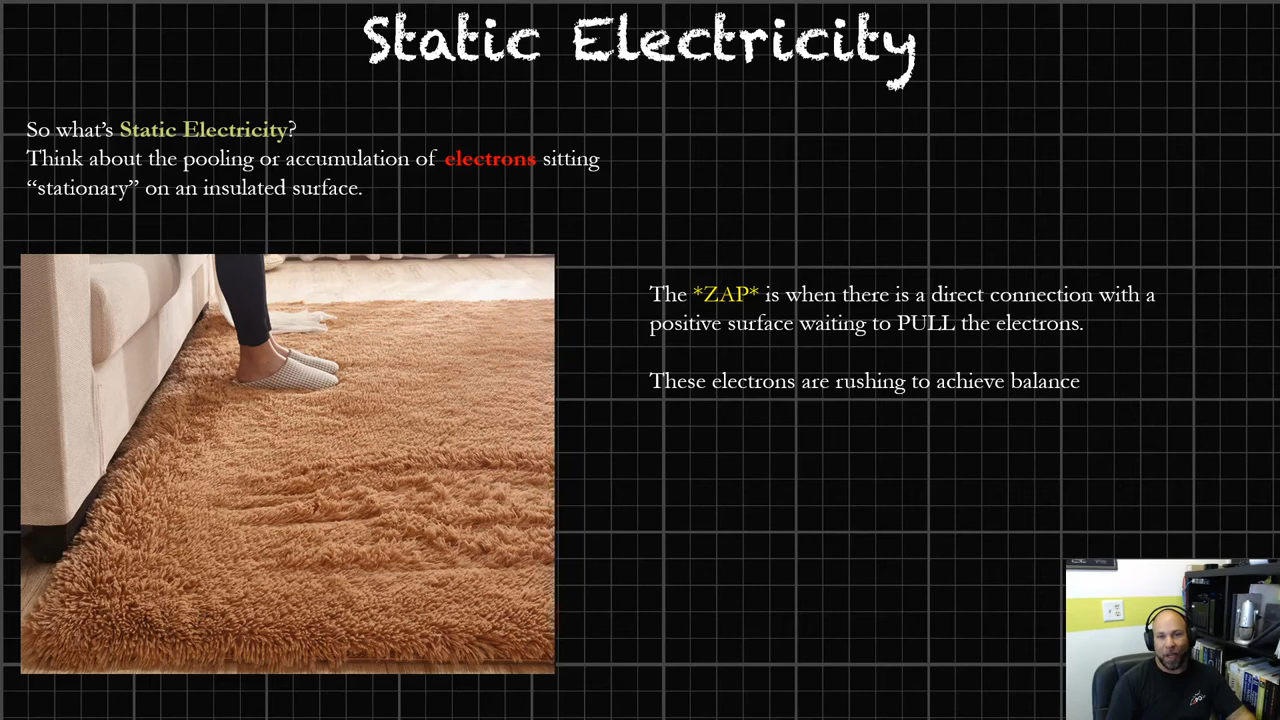 Static Electricity
So what’s Static Electricity?
Think about the pooling or accumulation of electrons sitting
“stationary” on an insulated surface.
The *ZAP* is when there is a direct connection with a
positive surface waiting to PULL the electrons.
These electrons are rushing to achieve balance